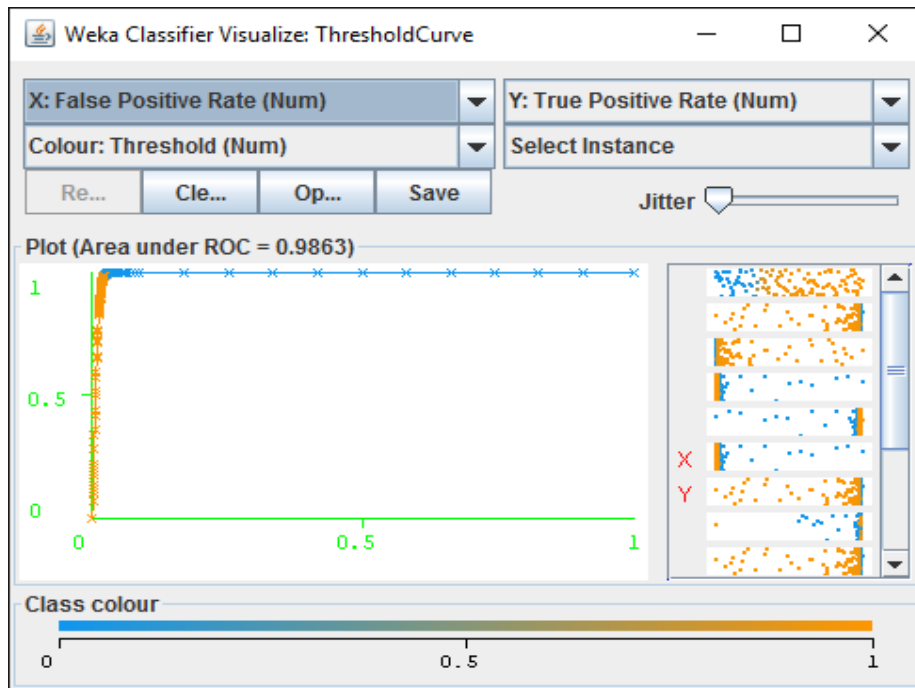 Weka Classifier Visualize: ThresholdCurve
X: False Positive Rate (Num) Y: True Positive Rate (Num)
Colour: Threshold (Num) Select Instance
Re... Cle... Op... Save Jitter
Plot (Area under ROC = 0.9863)
1
0.5
0
0 0.5 1
X
Y
Class colour
0 0.5 1